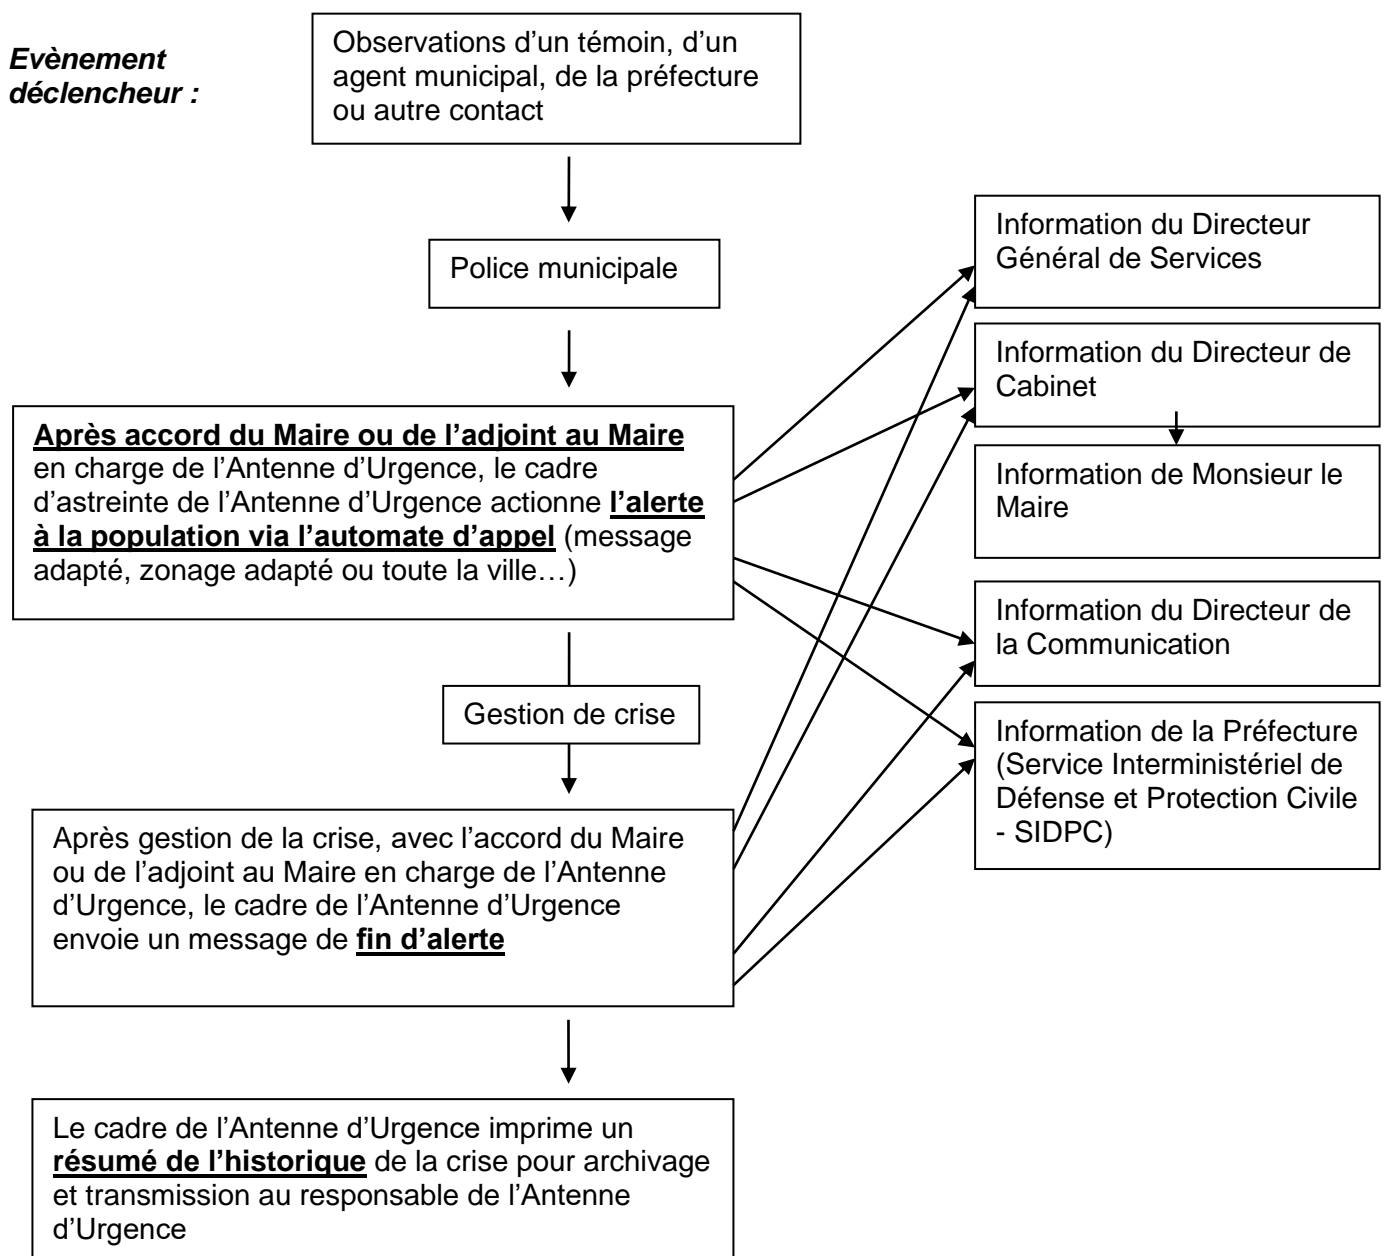 Evènement
déclencheur :
Observations d’un témoin, d’un
agent municipal, de la préfecture
ou autre contact
Police municipale
Information du Directeur
Général de Services
Information du Directeur de
Cabinet
Information de Monsieur le
Maire
Après accord du Maire ou de l’adjoint au Maire
en charge de l’Antenne d’Urgence, le cadre
d’astreinte de l’Antenne d’Urgence actionne l’alerte
à la population via l’automate d’appel (message
adapté, zonage adapté ou toute la ville…)
Information du Directeur de
la Communication
Gestion de crise
Information de la Préfecture
(Service Interministériel de
Défense et Protection Civile
- SIDPC)
Après gestion de la crise, avec l’accord du Maire
ou de l’adjoint au Maire en charge de l’Antenne
d’Urgence, le cadre de l’Antenne d’Urgence
envoie un message de fin d’alerte
Le cadre de l’Antenne d’Urgence imprime un
résumé de l’historique de la crise pour archivage
et transmission au responsable de l’Antenne
d’Urgence